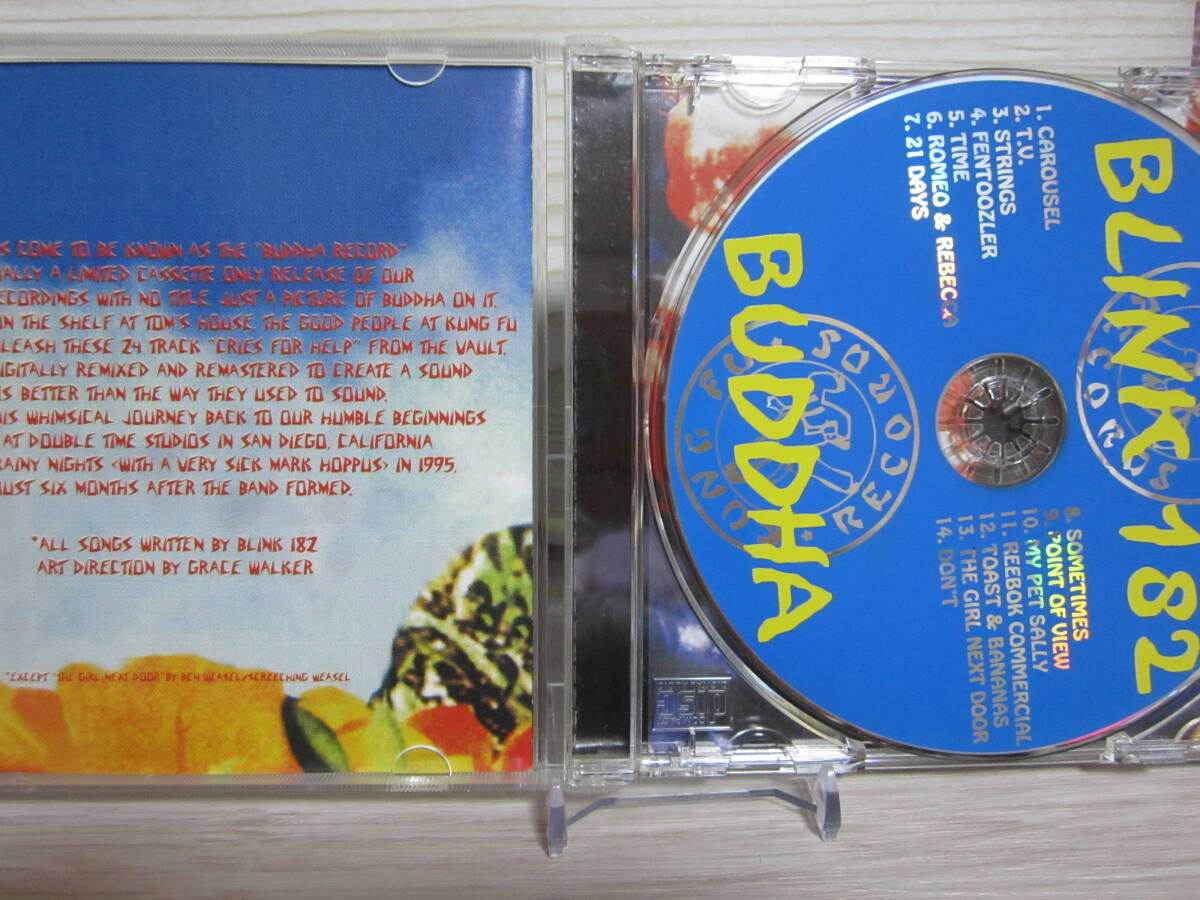 COME TO BE KNOWN AS THE "BUDDHA RECORD"
A LIMITED CASSETTE ONLY RELEASE OF OUR
WITH NO TITLE. JUST A PICTURE OF BUDDHA ON IT.
THE SHELF AT TOM'S HOUSE. THE GOOD PEOPLE AT KUNG FU
THESE 24 TRACK "CRIES FOR HELP" FROM THE VAULT.
REMIXED AND REMASTERED TO CREATE A SOUND
BETTER THAN THE WAY THEY USED TO SOUND.
WHIMSICAL JOURNEY BACK TO OUR HUMBLE BEGINNINGS
AT DOUBLE TIME STUDIOS IN SAN DIEGO, CALIFORNIA
NIGHTS <WITH A VERY SICK MARK HOPPUS> IN 1995,
SIX MONTHS AFTER THE BAND FORMED.
*ALL SONGS WRITTEN BY BLINK 182
ART DIRECTION BY GRACE WALKER
*EXCEPT "THE GIRL NEXT DOOR" BY BEN WEASEL/SCREECHING WEASEL
BLINK 182
BUDDHA
1. CAROUSEL
2. T.V.
3. STRINGS
4. FENTOOZLER
5. TIME
6. ROMEO & REBECCA
7. 21 DAYS
8. SOMETIMES
9. POINT OF VIEW
10. MY PET SALLY
11. REEBOK COMMERCIAL
12. TOAST & BANANAS
13. THE GIRL NEXT DOOR
14. DON'T
KUNG FU RECORDS